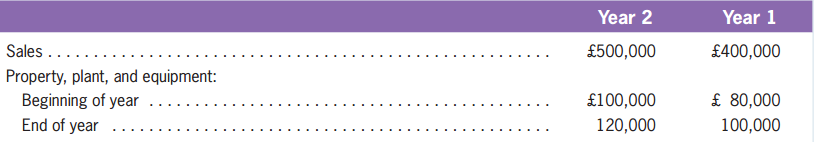 Year 2 Year 1
Sales . . . . . . . . . . . . . . . . . . . . . . . . . . . . . . . . . . . . . . . . . . . . . . . . . . . . . . . £500,000 £400,000
Property, plant, and equipment:
Beginning of year . . . . . . . . . . . . . . . . . . . . . . . . . . . . . . . . . . . . . . . . . . . . £100,000 £ 80,000
End of year . . . . . . . . . . . . . . . . . . . . . . . . . . . . . . . . . . . . . . . . . . . . . . . . 120,000 100,000